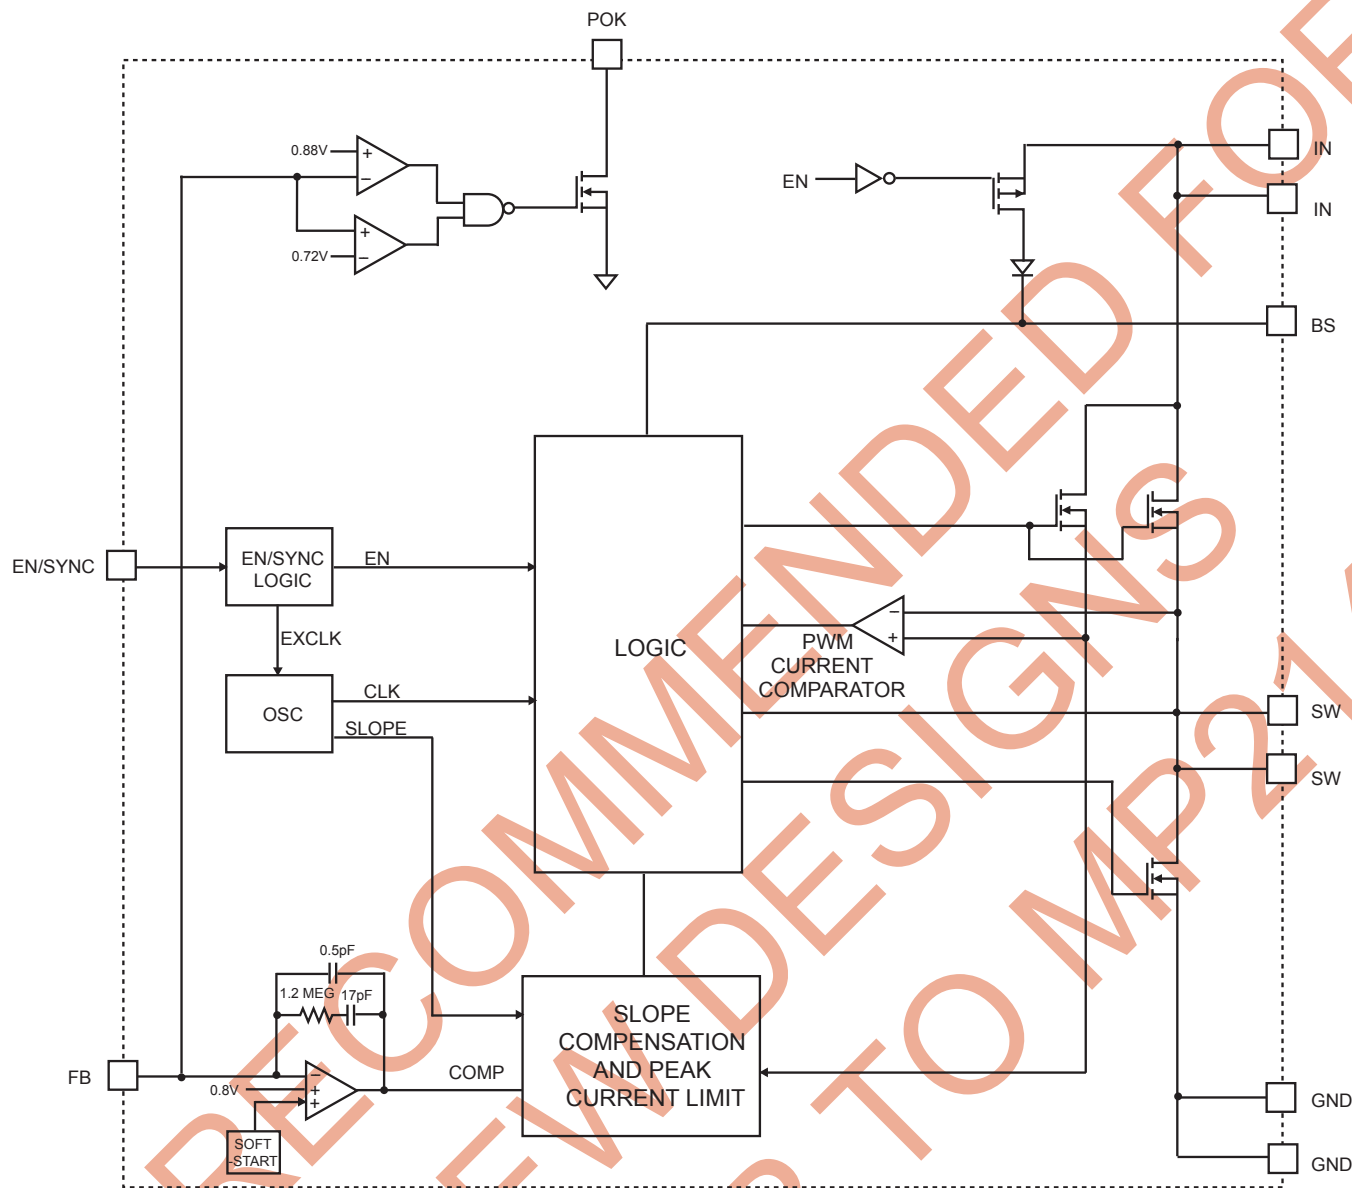 POK
0.88V
+
−
IN
EN
IN
+
0.72V
−
BS
EN/SYNC
EN/SYNC
LOGIC
EN
EXCLK
LOGIC
−
+
PWM
CURRENT
COMPARATOR
OSC
CLK
SLOPE
SW
SW
0.5pF
1.2 MEG
17pF
SLOPE
COMPENSATION
AND PEAK
CURRENT LIMIT
FB
−
0.8V
+
+
COMP
SOFT
-START
GND
GND
RECOMMENDED FOR
EW DESIGNS
TO MP21